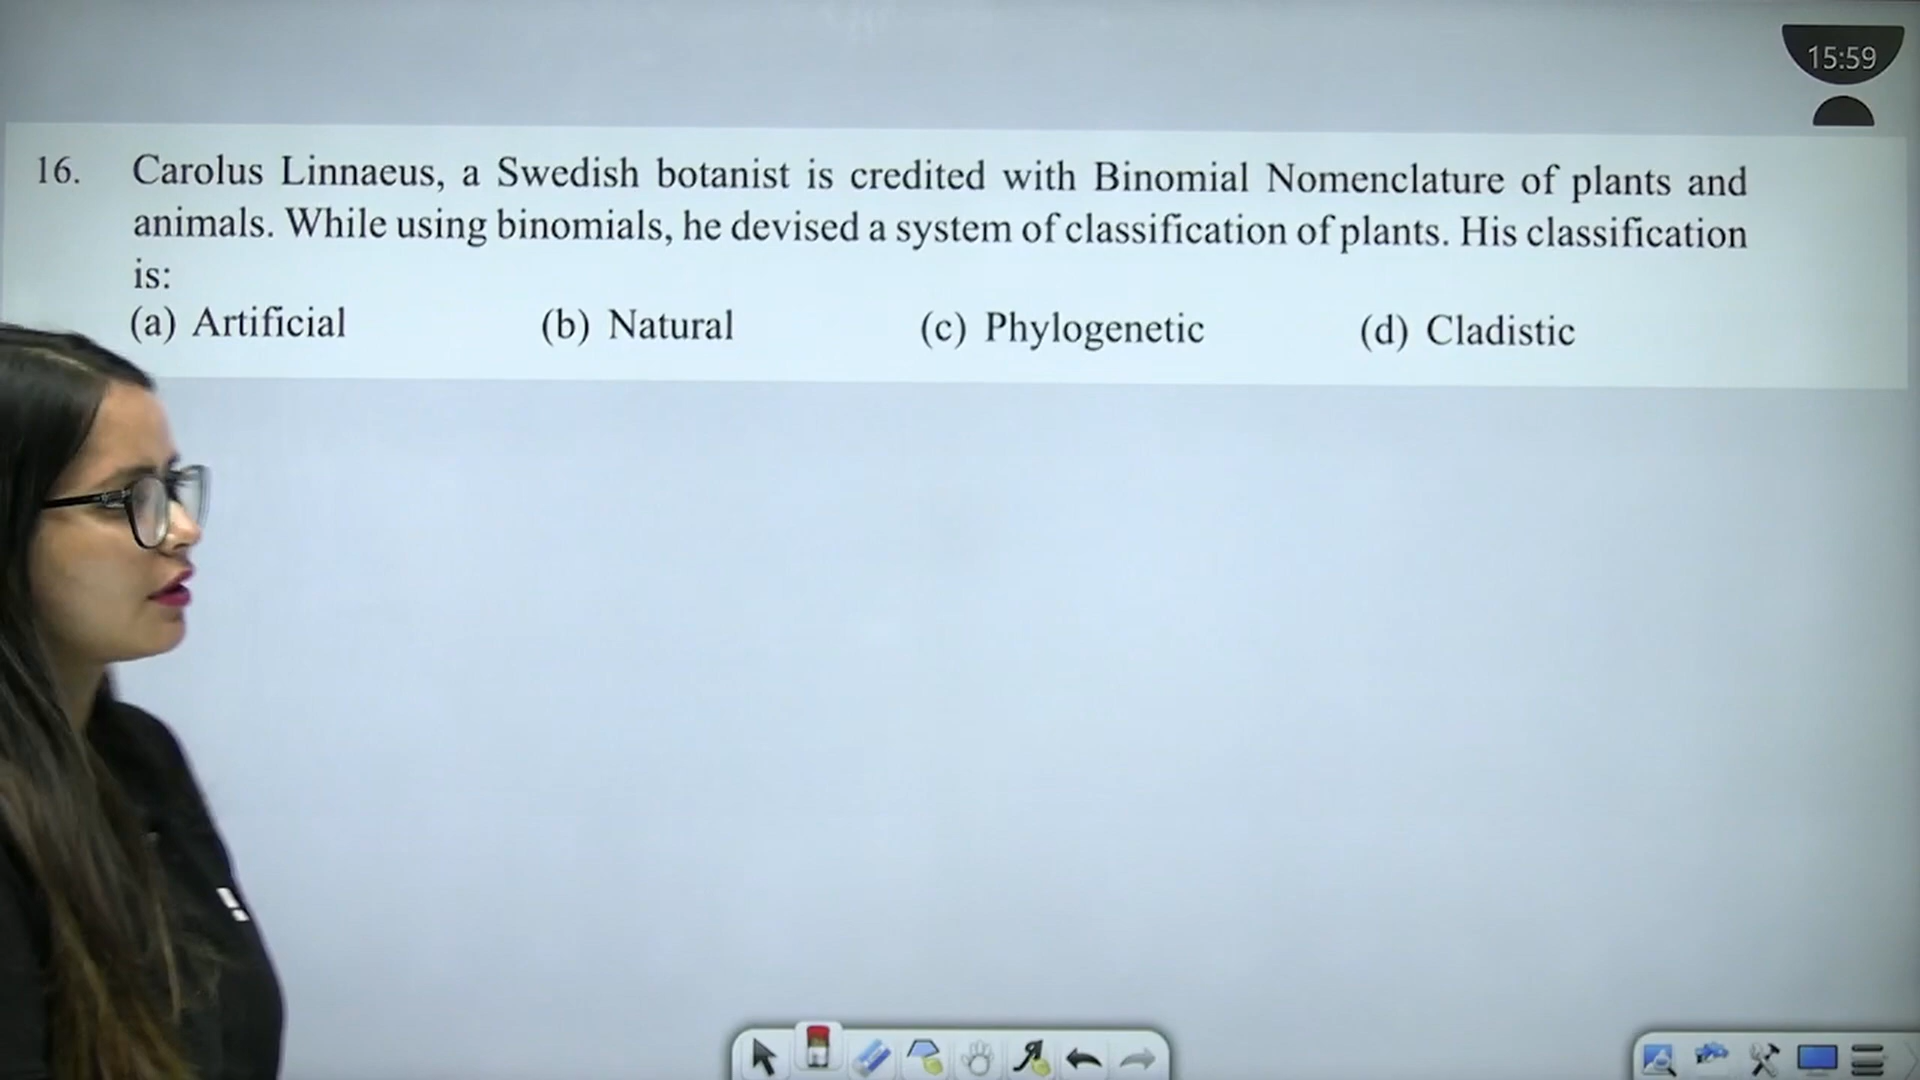 15:59
16. Carolus Linnaeus, a Swedish botanist is credited with Binomial Nomenclature of plants and
animals. While using binomials, he devised a system of classification of plants. His classification
is:
(a) Artificial (b) Natural (c) Phylogenetic (d) Cladistic